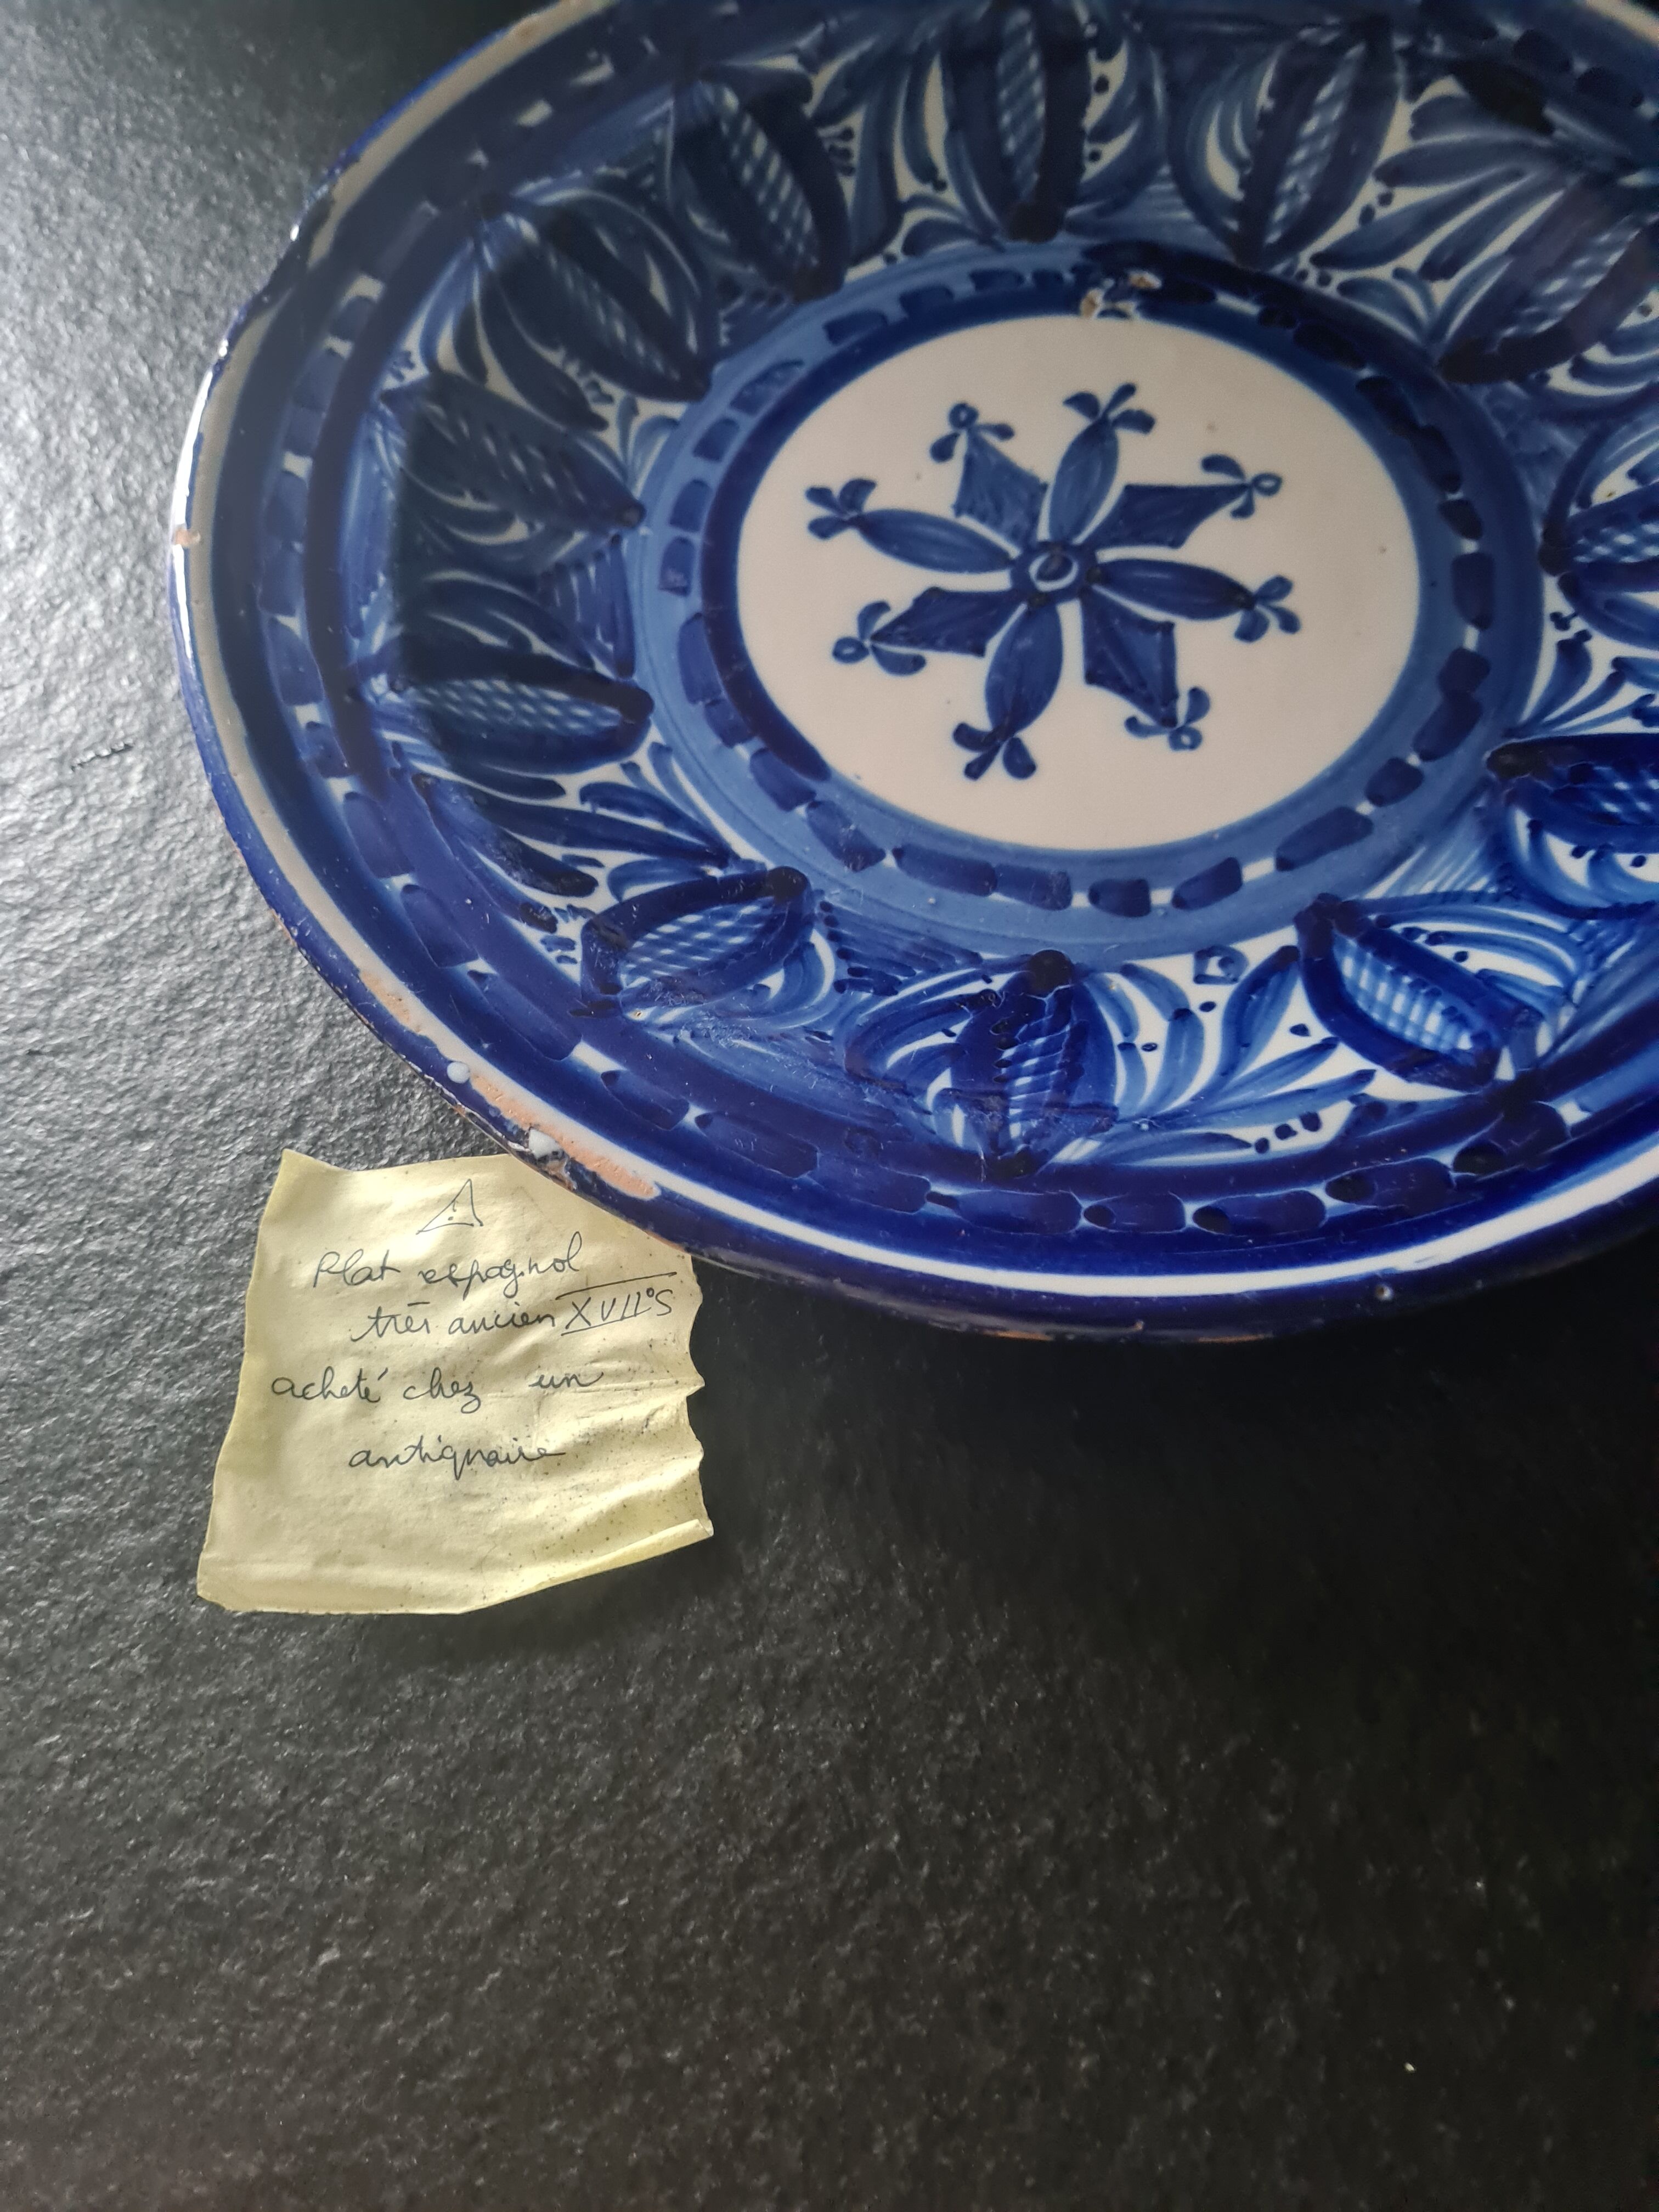 ⚠
Plat espagnol
très ancien XVII°S
acheté chez un
antiquaire